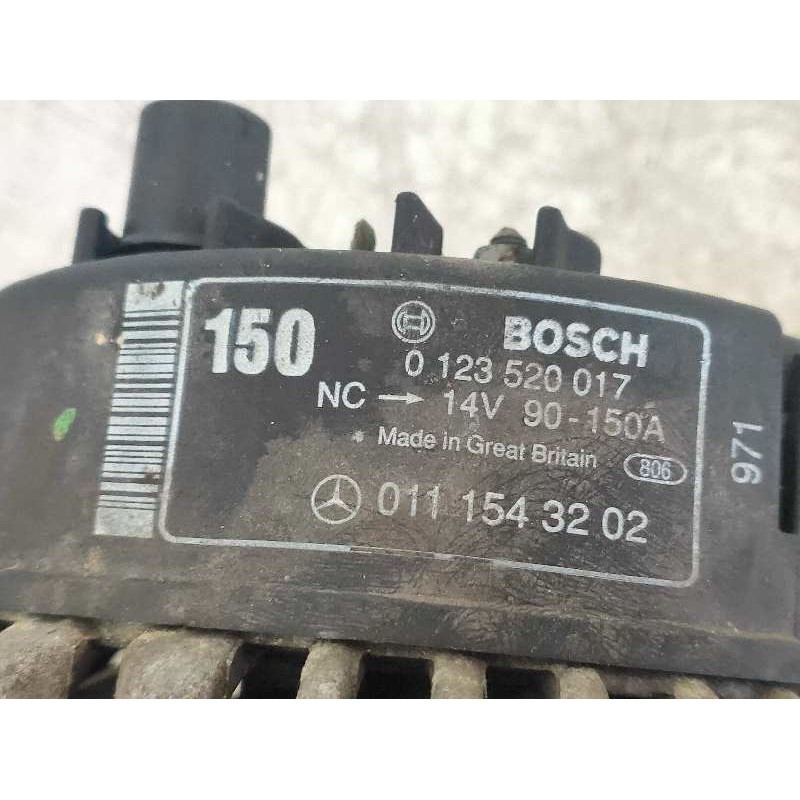 150
BOSCH
0 123 520 017
NC → 14V 90-150A
Made in Great Britain 806
011 154 32 02
971